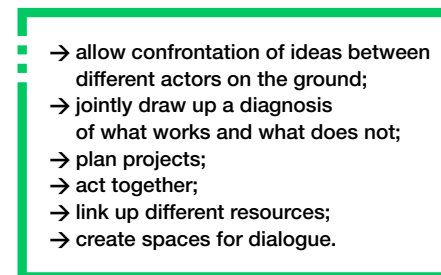 → allow confrontation of ideas between
different actors on the ground;
→ jointly draw up a diagnosis
of what works and what does not;
→ plan projects;
→ act together;
→ link up different resources;
→ create spaces for dialogue.